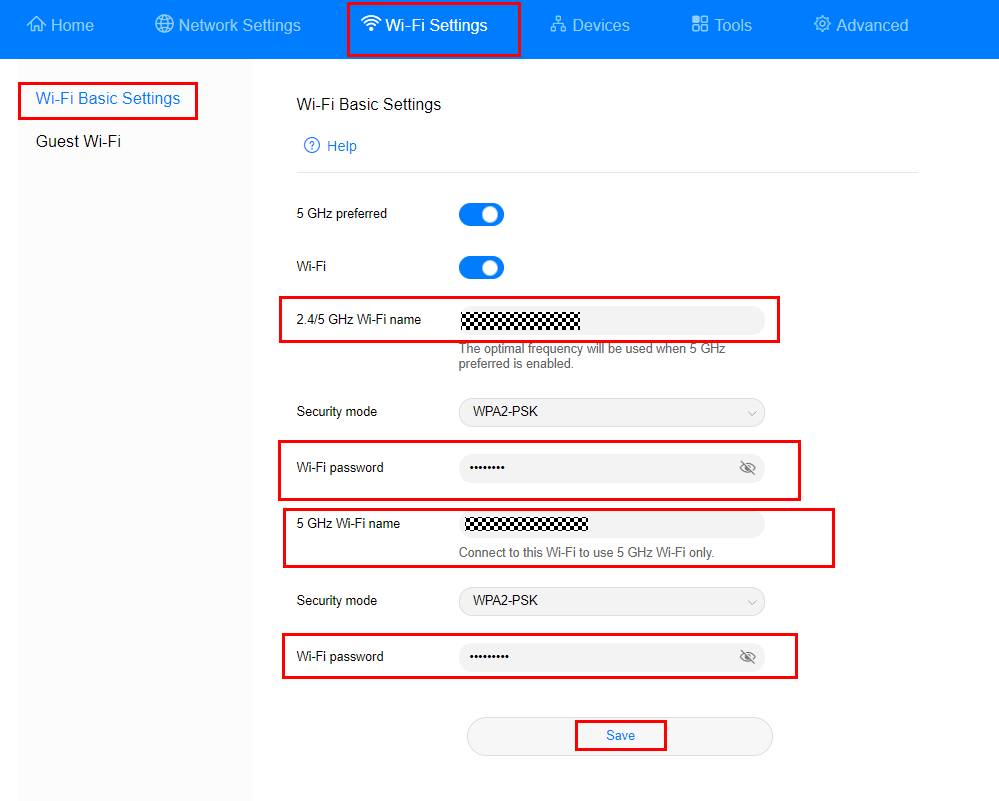 Home Network Settings Wi-Fi Settings Devices Tools Advanced
Wi-Fi Basic Settings
Guest Wi-Fi
Wi-Fi Basic Settings
? Help
5 GHz preferred
Wi-Fi
2.4/5 GHz Wi-Fi name
The optimal frequency will be used when 5 GHz
preferred is enabled.
Security mode WPA2-PSK
Wi-Fi password ••••••••
5 GHz Wi-Fi name
Connect to this Wi-Fi to use 5 GHz Wi-Fi only.
Security mode WPA2-PSK
Wi-Fi password •••••••••
Save